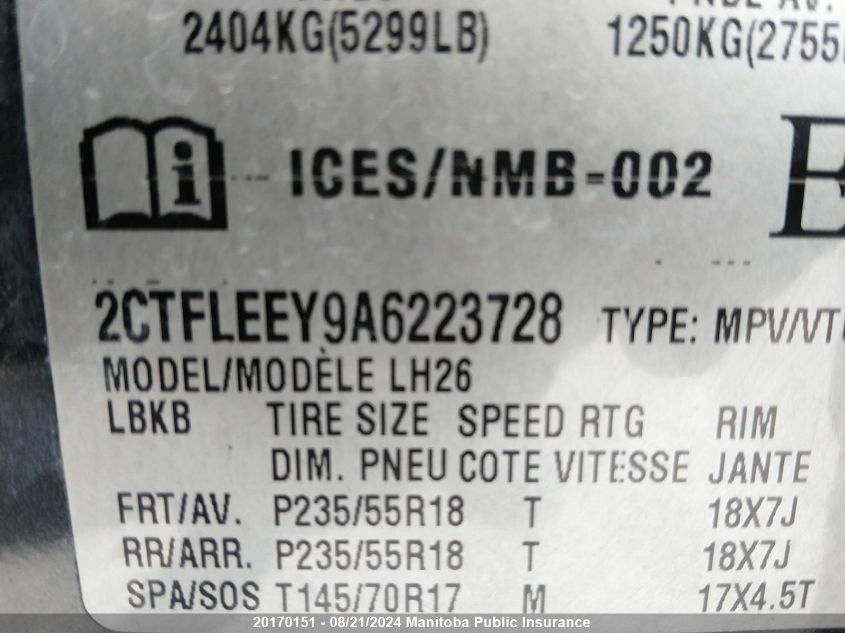 2404KG(5299LB) 1250KG(2755
ICES/NMB-002
2CTFLEEY9A6223728 TYPE: MPV/VT
MODEL/MODÈLE LH26
LBKB TIRE SIZE SPEED RTG RIM
DIM. PNEU COTE VITESSE JANTE
FRT/AV. P235/55R18 T 18X7J
RR/ARR. P235/55R18 T 18X7J
SPA/SOS T145/70R17 M 17X4.5T
20170151 - 08/21/2024 Manitoba Public Insurance